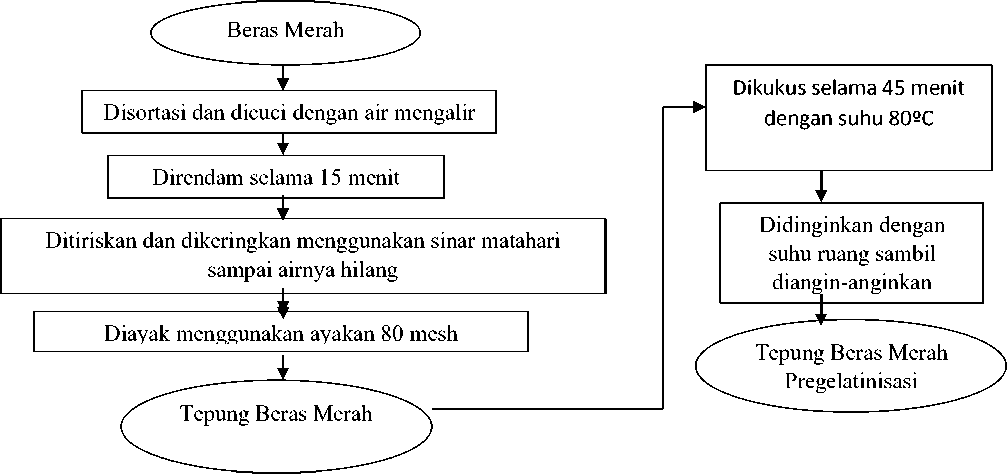 Beras Merah
Disortasi dan dicuci dengan air mengalir
Direndam selama 15 menit
Ditiriskan dan dikeringkan menggunakan sinar matahari
sampai airnya hilang
Diayak menggunakan ayakan 80 mesh
Tepung Beras Merah
Dikukus selama 45 menit
dengan suhu 80ºC
Didinginkan dengan
suhu ruang sambil
diangin-anginkan
Tepung Beras Merah
Pregelatinisasi